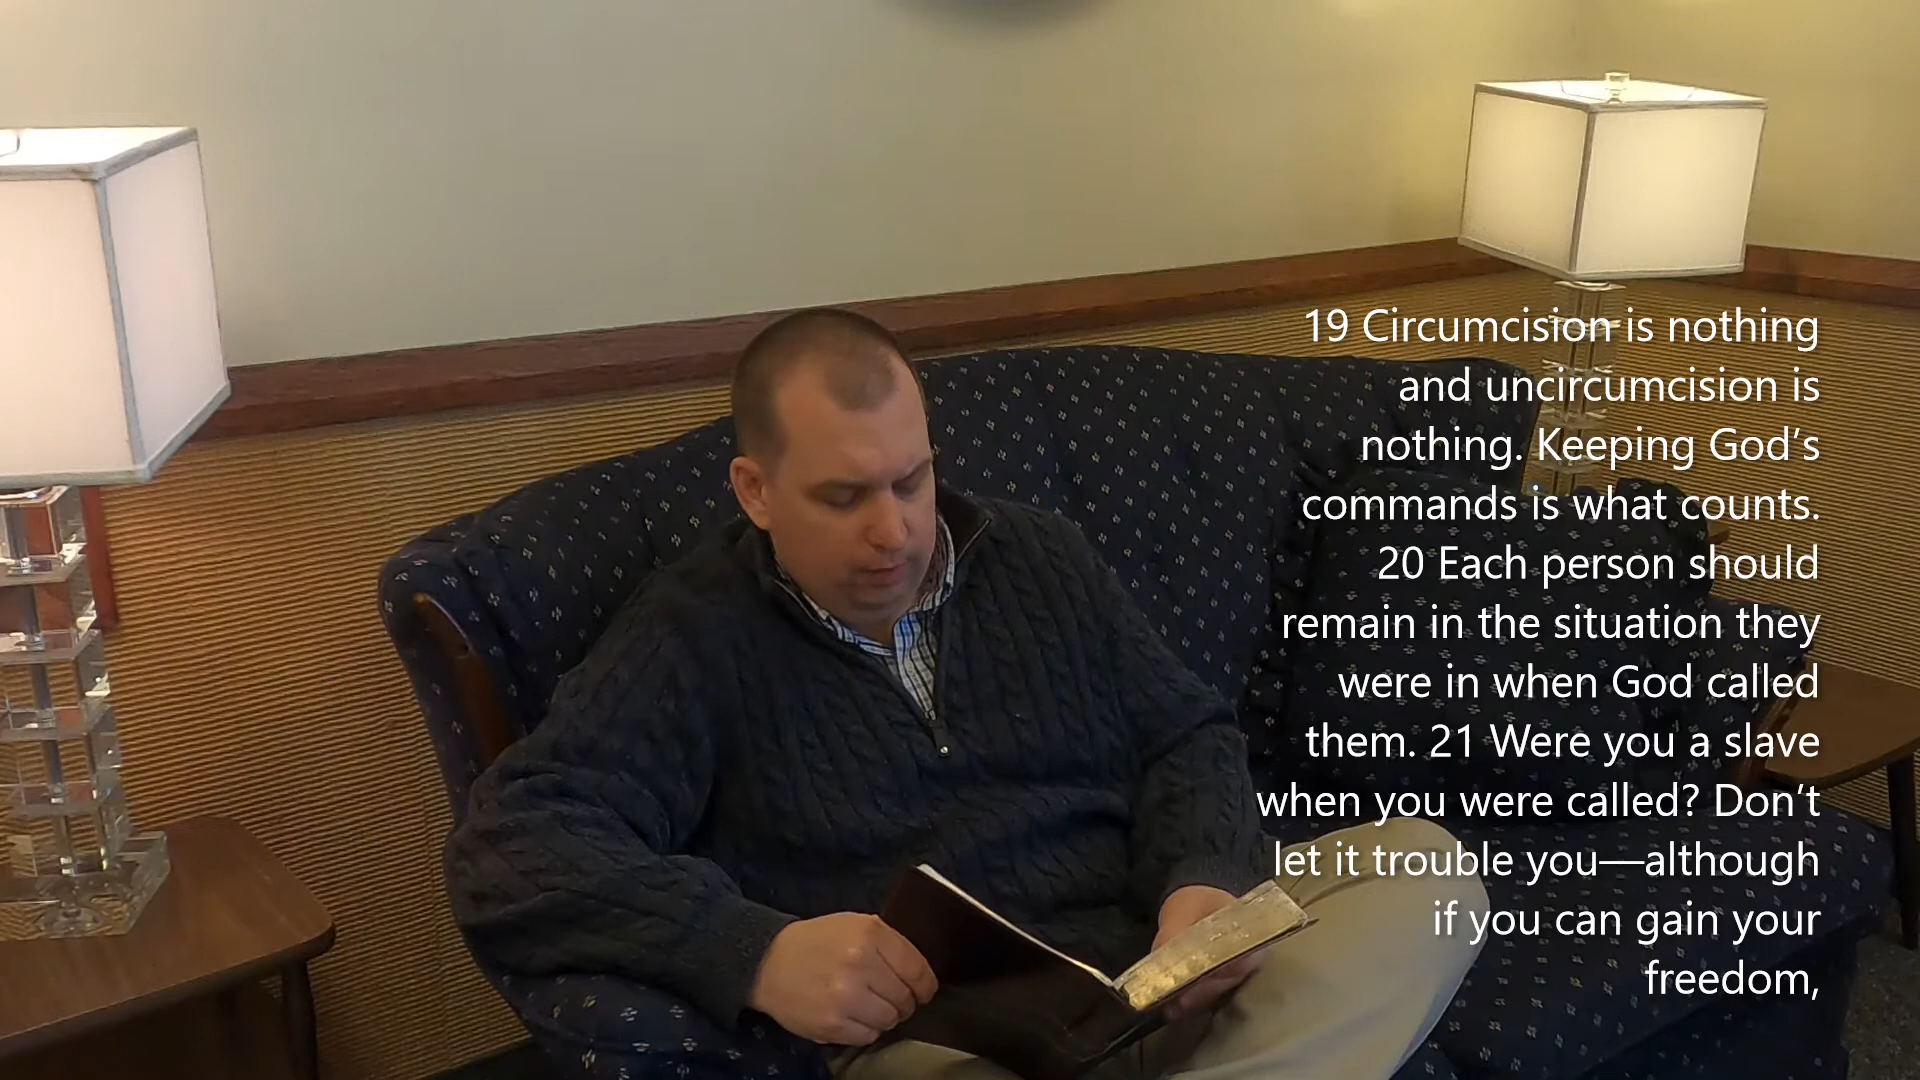 19 Circumcision is nothing
and uncircumcision is
nothing. Keeping God’s
commands is what counts.
20 Each person should
remain in the situation they
were in when God called
them. 21 Were you a slave
when you were called? Don’t
let it trouble you—although
if you can gain your
freedom,